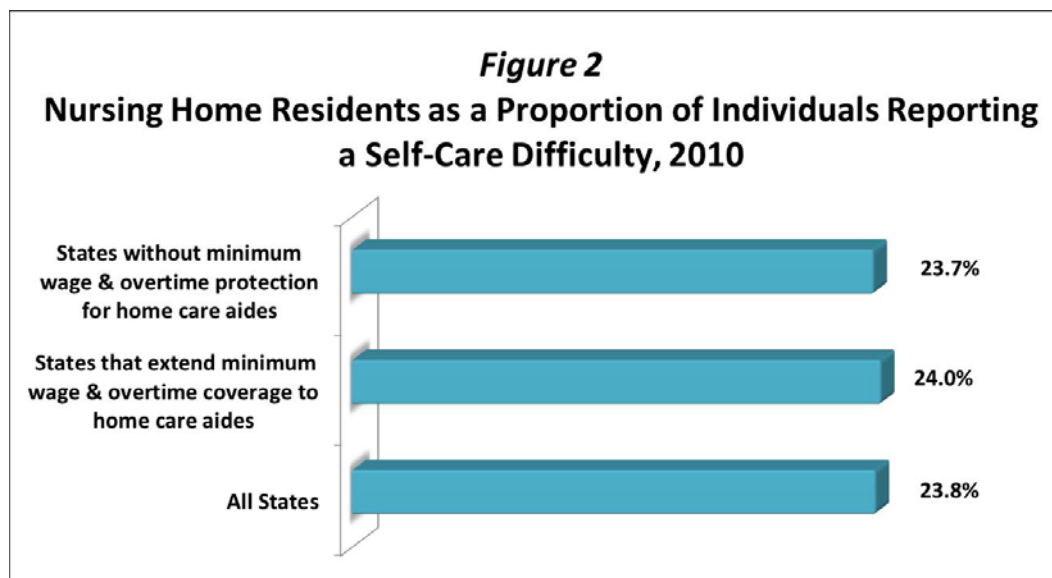 Figure 2
Nursing Home Residents as a Proportion of Individuals Reporting
a Self-Care Difficulty, 2010
States without minimum
wage & overtime protection
for home care aides
23.7%
States that extend minimum
wage & overtime coverage to
home care aides
24.0%
All States
23.8%